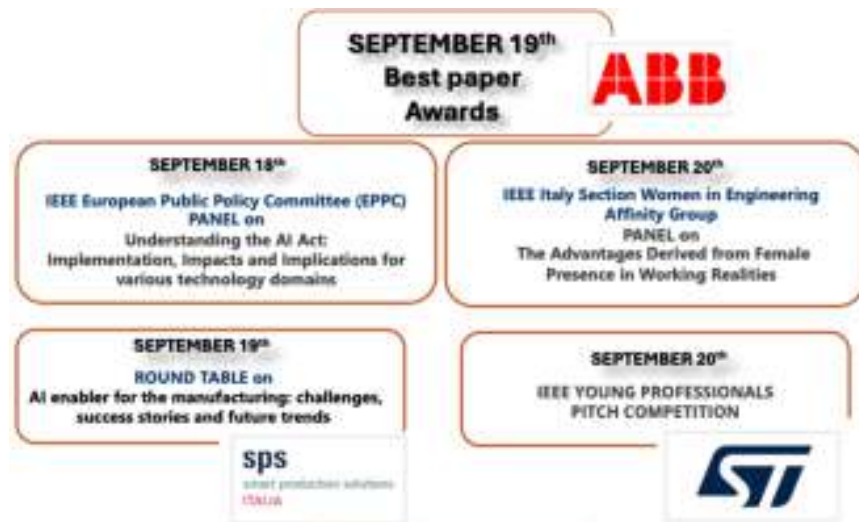 SEPTEMBER 19th
Best paper
Awards
ABB
SEPTEMBER 18th
IEEE European Public Policy Committee (EPPC)
PANEL on
Understanding the AI Act:
Implementation, Impacts and Implications for
various technology domains
SEPTEMBER 20th
IEEE Italy Section Women in Engineering
Affinity Group
PANEL on
The Advantages Derived from Female
Presence in Working Realities
SEPTEMBER 19th
ROUND TABLE on
AI enabler for the manufacturing: challenges,
success stories and future trends
sps
smart production solutions
ITALIA
SEPTEMBER 20th
IEEE YOUNG PROFESSIONALS
PITCH COMPETITION
ST